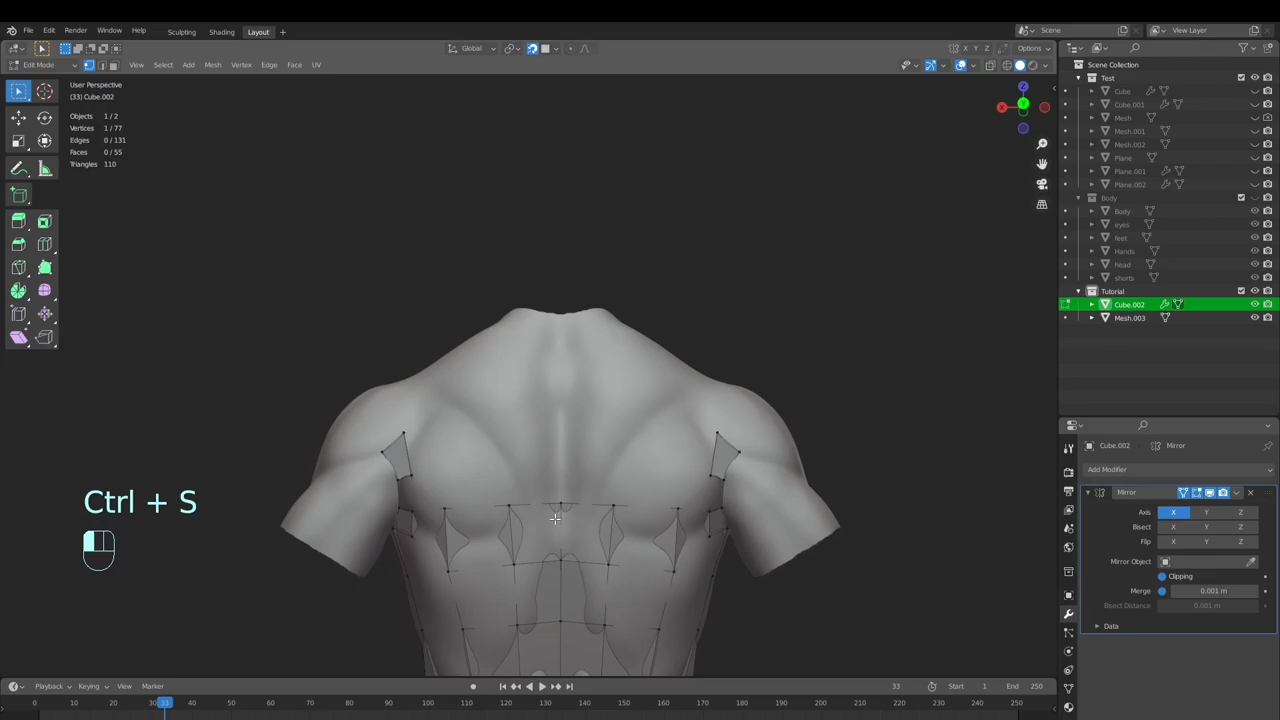 File Edit Render Window Help Sculpting Shading Layout Scene View Layer
Global X Y Z Options
Edit Mode View Select Add Mesh Vertex Edge Face UV
User Perspective
(33) Cube.002
Objects 1 / 2
Vertices 1 / 77
Edges 0 / 131
Faces 0 / 55
Triangles 110
Z
Y
X
Ctrl + S
Scene Collection
Test
Cube
Cube.001
Mesh
Mesh.001
Mesh.002
Plane
Plane.001
Plane.002
Body
Body
eyes
feet
Hands
head
shorts
Tutorial
Cube.002
Mesh.003
Cube.002 Mirror
Add Modifier
Mirror
Axis X Y Z
Bisect X Y Z
Flip X Y Z
Mirror Object
Clipping
Merge 0.001 m
Bisect Distance 0.001 m
Data
Playback Keying View Marker 33 Start 1 End 250
0 10 20 30 33 40 50 60 70 80 90 100 110 120 130 140 150 160 170 180 190 200 210 220 230 240 250